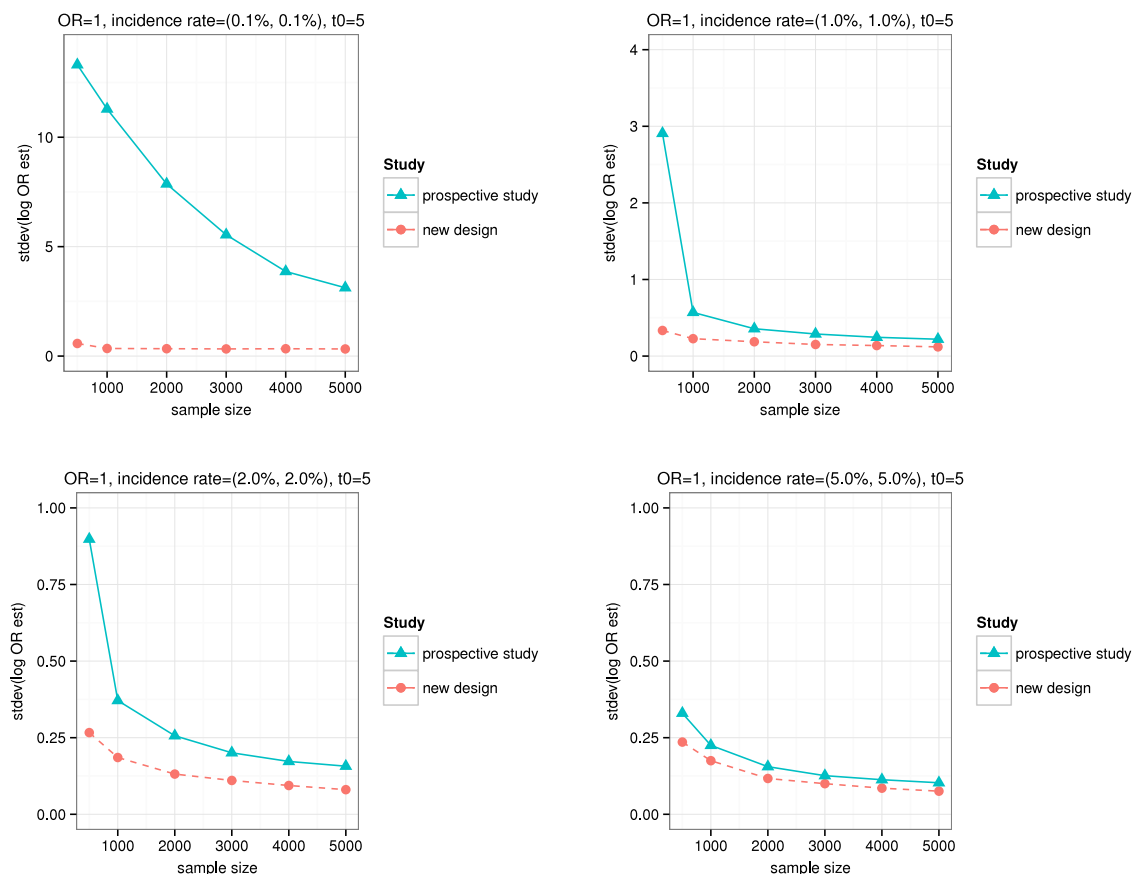 OR=1, incidence rate=(0.1%, 0.1%), t0=5
stdev(log OR est)
10
5
0
1000 2000 3000 4000 5000
sample size
Study
prospective study
new design
OR=1, incidence rate=(1.0%, 1.0%), t0=5
stdev(log OR est)
4
3
2
1
0
1000 2000 3000 4000 5000
sample size
Study
prospective study
new design
OR=1, incidence rate=(2.0%, 2.0%), t0=5
stdev(log OR est)
1.00
0.75
0.50
0.25
0.00
1000 2000 3000 4000 5000
sample size
Study
prospective study
new design
OR=1, incidence rate=(5.0%, 5.0%), t0=5
stdev(log OR est)
1.00
0.75
0.50
0.25
0.00
1000 2000 3000 4000 5000
sample size
Study
prospective study
new design